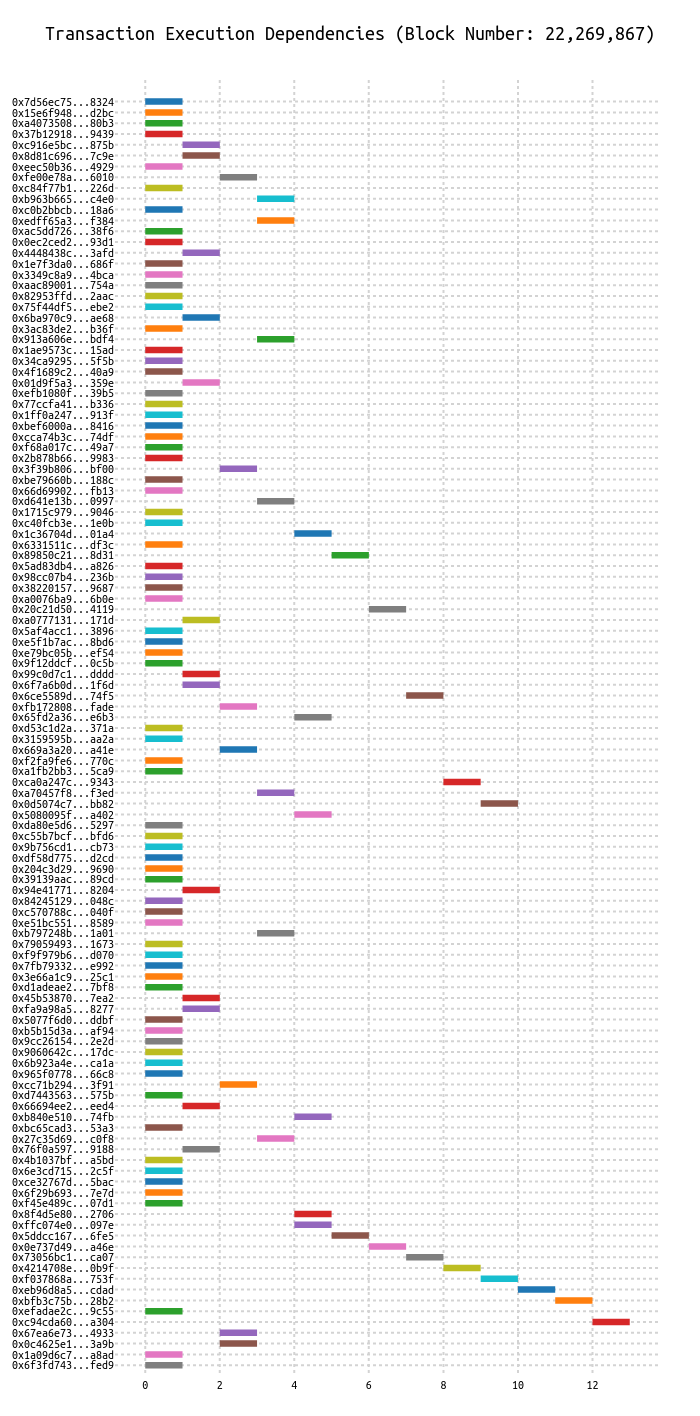 Transaction Execution Dependencies (Block Number: 22,269,867)
0x7d56ec75...8324
0x15e6f948...d2bc
0xa4073508...80b3
0x37b12918...9439
0xc916e5bc...875b
0x8d81c696...7c9e
0xeec50b36...4929
0xfe00e78a...6010
0xc84f77b1...226d
0xb963b665...c4e0
0xc0b2bbcb...18a6
0xedff65a3...f384
0xac5dd726...38f6
0x0ec2ced2...93d1
0x4448438c...3afd
0x1e7f3da0...686f
0x3349c8a9...4bca
0xaac89001...754a
0x82953ffd...2aac
0x75f44df5...ebe2
0x6ba970c9...ae68
0x3ac83de2...b36f
0x913a606e...bdf4
0x1ae9573c...15ad
0x34ca9295...5f5b
0x4f1689c2...40a9
0x01d9f5a3...359e
0xefb1080f...39b5
0x77ccfa41...b336
0x1ff0a247...913f
0xbef6000a...8416
0xcca74b3c...74df
0xf68a017c...49a7
0x2b878b66...9983
0x3f39b806...bf00
0xbe79660b...188c
0x66d69902...fb13
0xd641e13b...0997
0x1715c979...9046
0xc40fcb3e...1e0b
0x1c36704d...01a4
0x6331511c...df3c
0x89850c21...8d31
0x5ad83db4...a826
0x98cc07b4...236b
0x38220157...9687
0xa0076ba9...6b0e
0x20c21d50...4119
0xa0777131...171d
0x5af4acc1...3896
0xe5f1b7ac...8bd6
0xe79bc05b...ef54
0x9f12ddcf...0c5b
0x99c0d7c1...dddd
0x6f7a6b0d...1f6d
0x6ce5589d...74f5
0xfb172808...fade
0x65fd2a36...e6b3
0xd53c1d2a...371a
0x3159595b...aa2a
0x669a3a20...a41e
0xf2fa9fe6...770c
0xa1fb2bb3...5ca9
0xca0a247c...9343
0xa70457f8...f3ed
0x0d5074c7...bb82
0x5080095f...a402
0xda80e5d6...5297
0xc55b7bcf...bfd6
0x9b756cd1...cb73
0xdf58d775...d2cd
0x204c3d29...9690
0x39139aac...89cd
0x94e41771...8204
0x84245129...048c
0xc570788c...040f
0xe51bc551...8589
0xb797248b...1a01
0x79059493...1673
0xf9f979b6...d070
0x7fb79332...e992
0x3e66a1c9...25c1
0xd1adeae2...7bf8
0x45b53870...7ea2
0xfa9a98a5...8277
0x5077f6d0...ddbf
0xb5b15d3a...af94
0x9cc26154...2e2d
0x9060642c...17dc
0x6b923a4e...ca1a
0x965f0778...66c8
0xcc71b294...3f91
0xd7443563...575b
0x66694ee2...eed4
0xb840e510...74fb
0xbc65cad3...53a3
0x27c35d69...c0f8
0x76f0a597...9188
0x4b1037bf...a5bd
0x6e3cd715...2c5f
0xce32767d...5bac
0x6f29b693...7e7d
0xf45e489c...07d1
0x8f4d5e80...2706
0xffc074e0...097e
0x5ddcc167...6fe5
0x0e737d49...a46e
0x73056bc1...ca07
0x4214708e...0b9f
0xf037868a...753f
0xeb96d8a5...cdad
0xbfb3c75b...28b2
0xefadae2c...9c55
0xc94cda60...a304
0x67ea6e73...4933
0x0c4625e1...3a9b
0x1a09d6c7...a8ad
0x6f3fd743...fed9
0 2 4 6 8 10 12